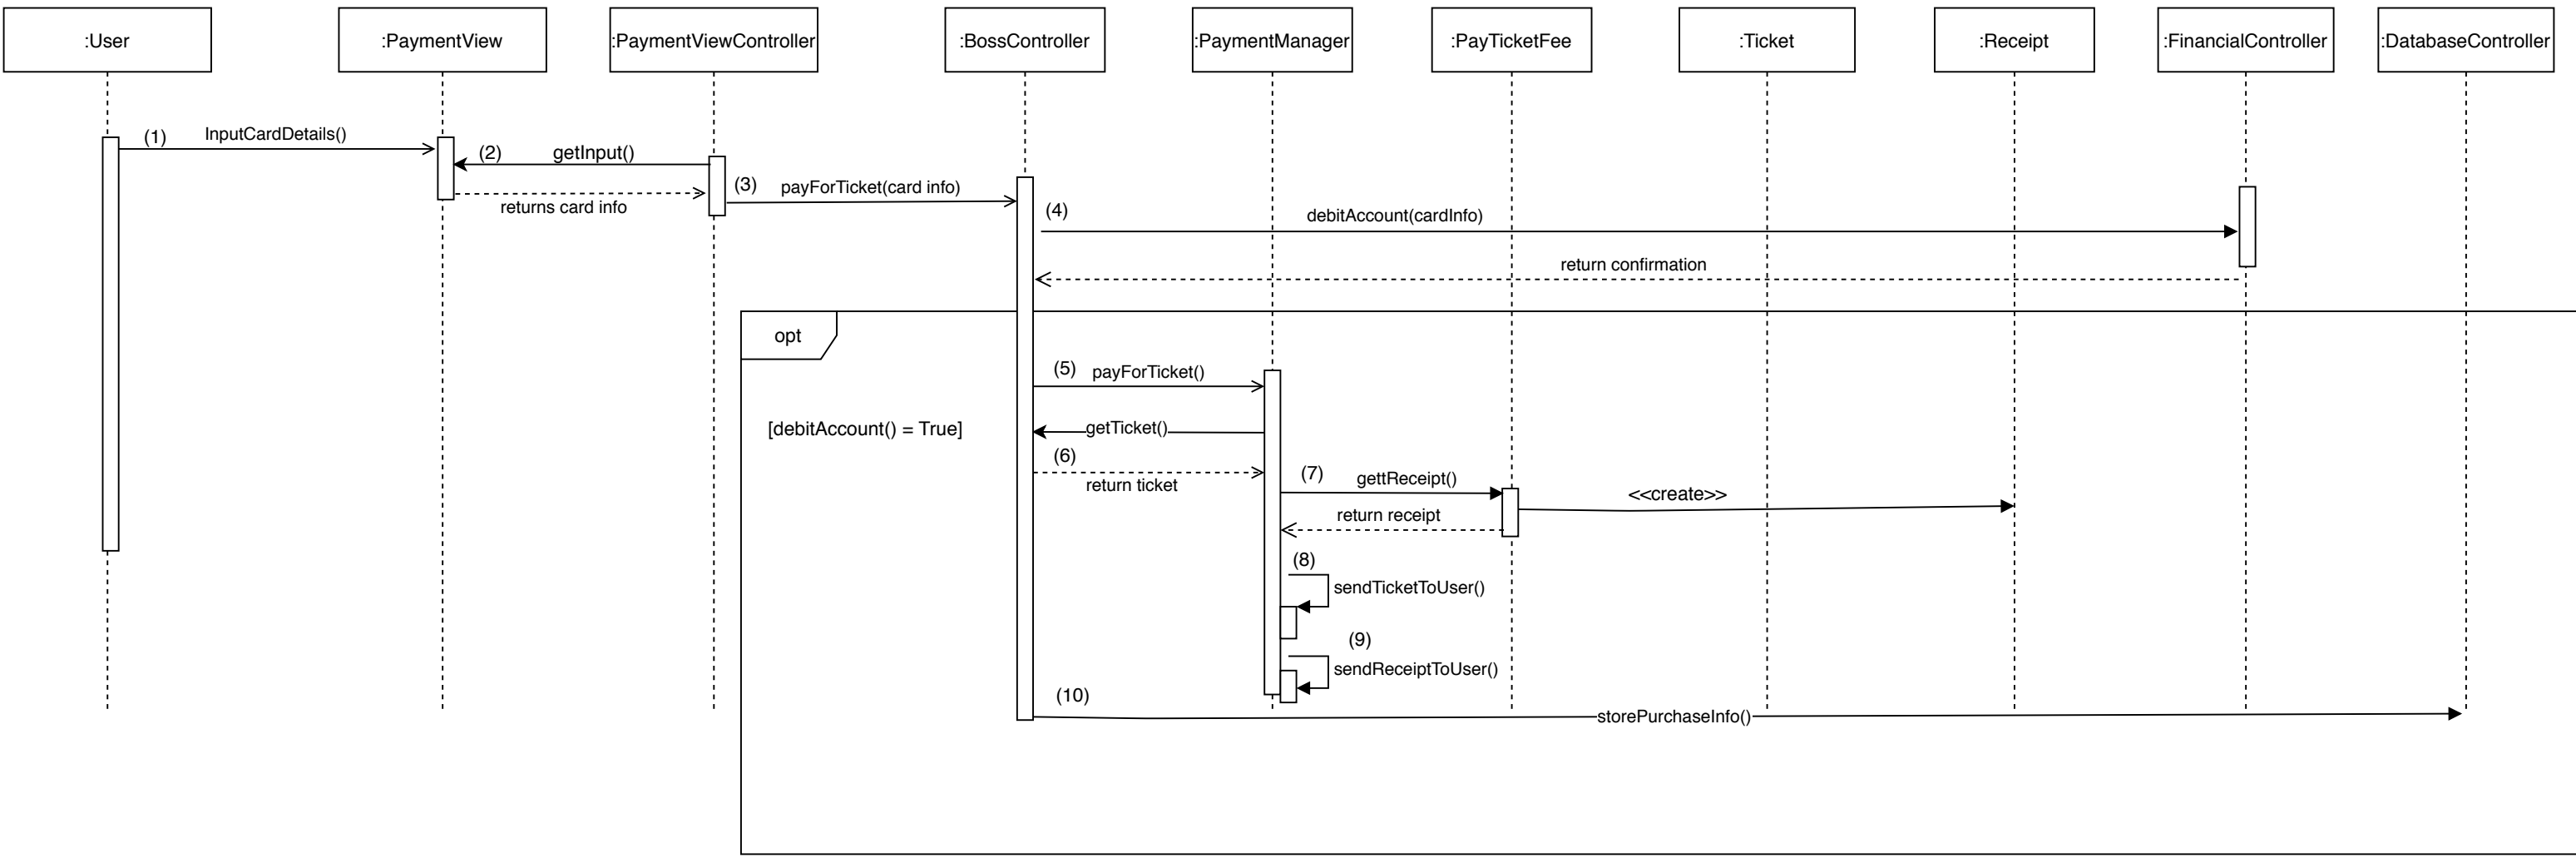 :User
:PaymentView
:PaymentViewController
:BossController
:PaymentManager
:PayTicketFee
:Ticket
:Receipt
:FinancialController
:DatabaseController
(1)
InputCardDetails()
(2)
getInput()
returns card info
(3)
payForTicket(card info)
(4)
debitAccount(cardInfo)
return confirmation
opt
(5)
payForTicket()
[debitAccount() = True]
getTicket()
(6)
return ticket
(7)
gettReceipt()
<<create>>
return receipt
(8)
sendTicketToUser()
(9)
sendReceiptToUser()
(10)
storePurchaseInfo()